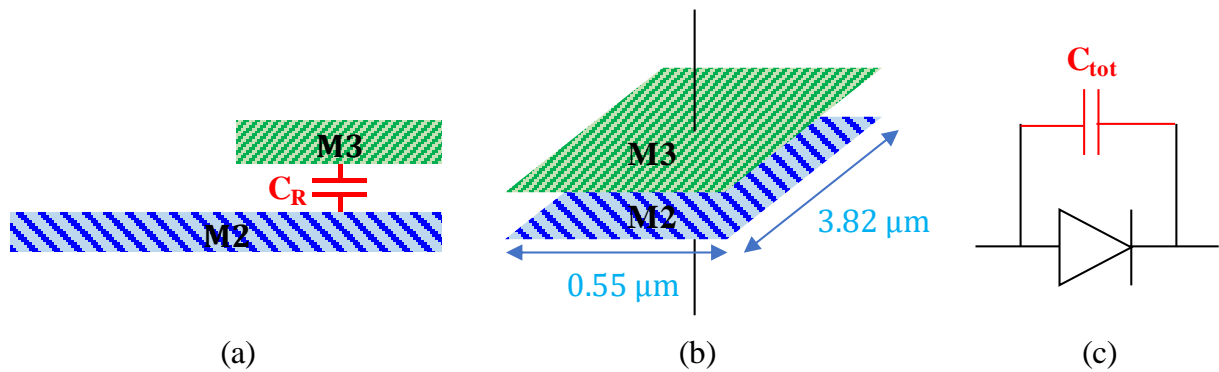 M3
C_R
M2
(a)
M3
M2
3.82 μm
0.55 μm
(b)
C_tot
(c)